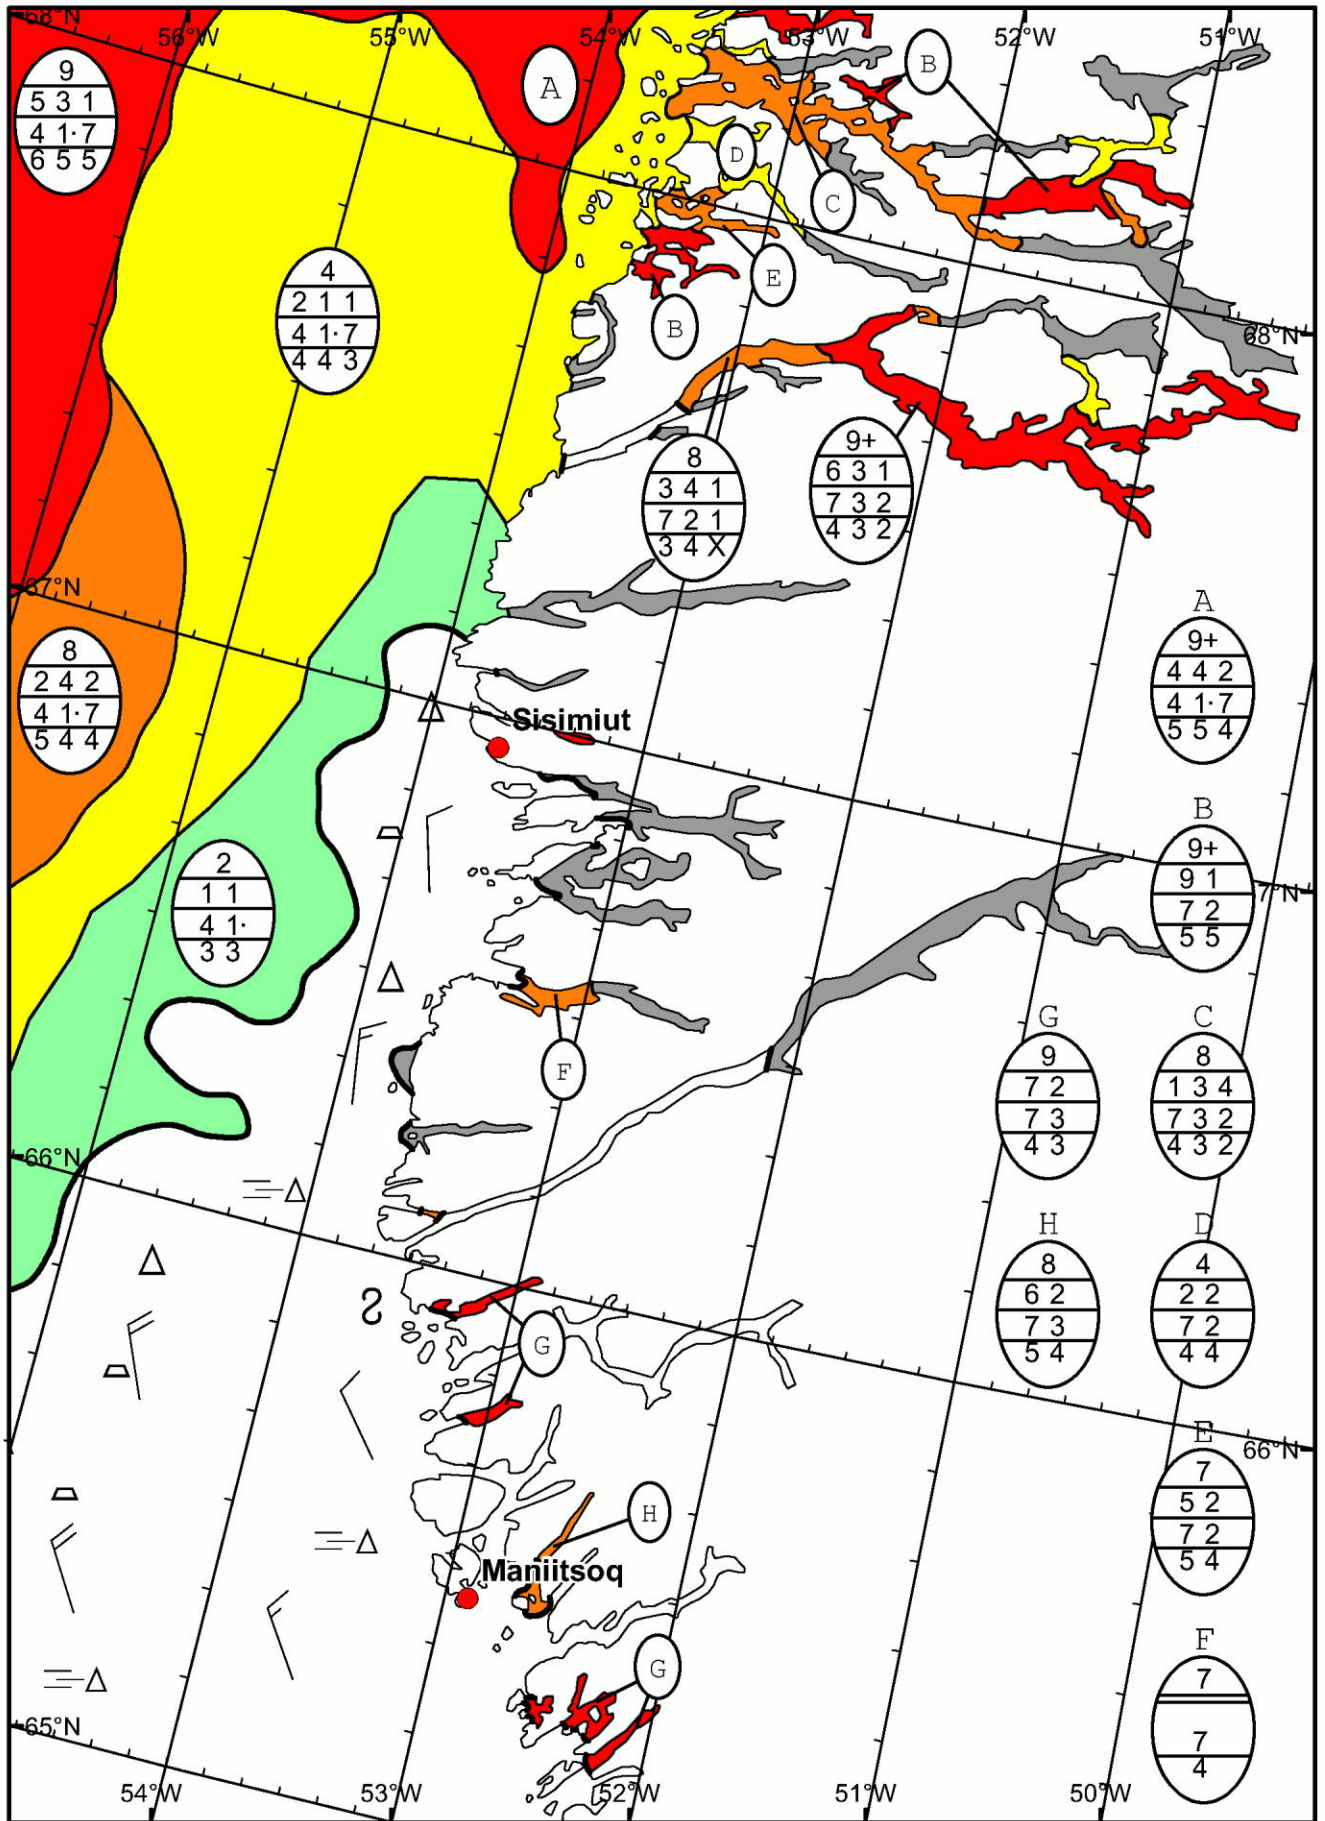 68°N
56°W
55°W
54°W
53°W
52°W
51°W
9
5 3 1
4 1· 7
6 5 5
A
B
D
C
4
2 1 1
4 1· 7
4 4 3
E
B
68°N
8
3 4 1
7 2 1
3 4 X
9+
6 3 1
7 3 2
4 3 2
67°N
8
2 4 2
4 1· 7
5 4 4
Sisimiut
A
9+
4 4 2
4 1· 7
5 5 4
2
1 1
4 1·
3 3
B
9+
9 1
7 2
5 5
7°N
F
G
9
7 2
7 3
4 3
C
8
1 3 4
7 3 2
4 3 2
66°N
G
H
8
6 2
7 3
5 4
D
4
2 2
7 2
4 4
66°N
E
7
5 2
7 2
5 4
H
Maniitsoq
G
F
7
7
4
65°N
54°W
53°W
52°W
51°W
50°W